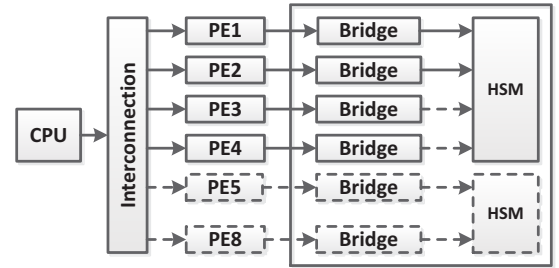 CPU
Interconnection
PE1
Bridge
PE2
Bridge
PE3
Bridge
PE4
Bridge
HSM
PE5
Bridge
PE8
Bridge
HSM